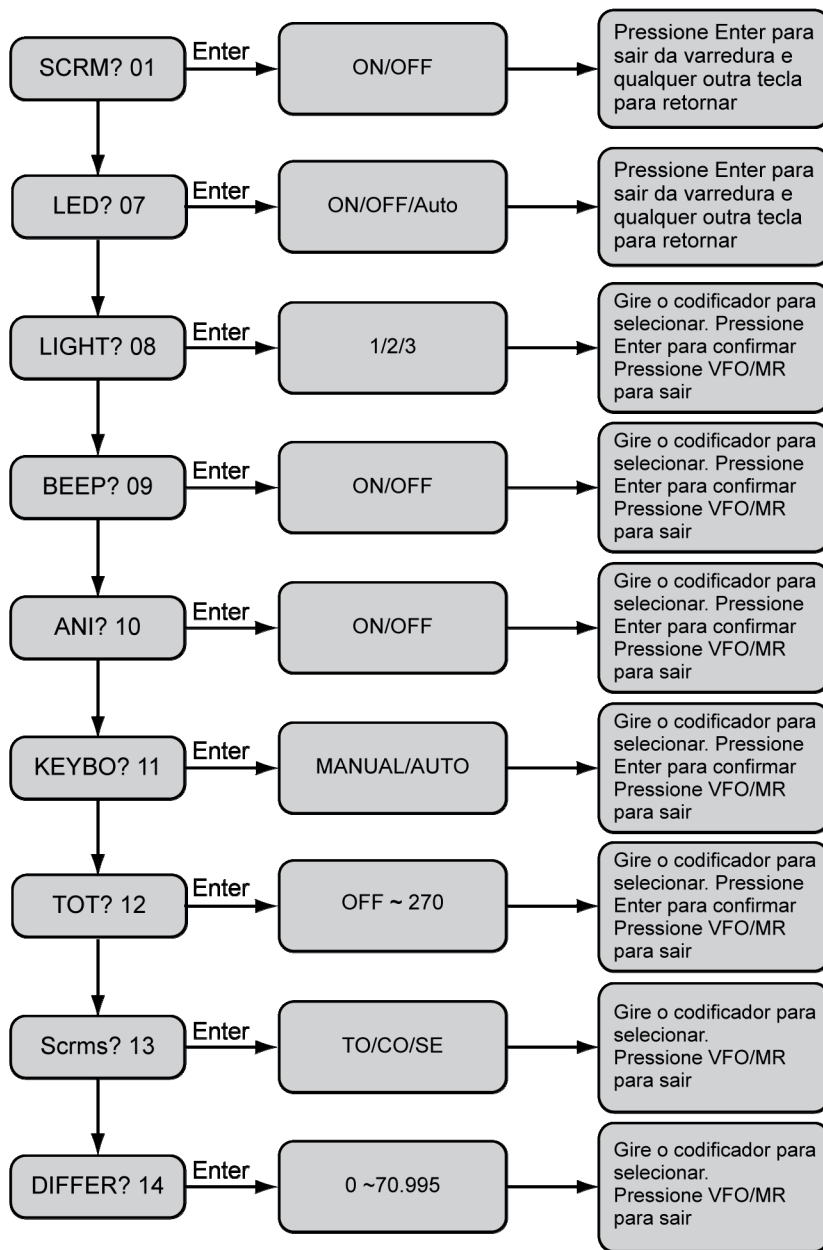 SCRM? 01
Enter
ON/OFF
Pressione Enter para
sair da varredura e
qualquer outra tecla
para retornar
LED? 07
Enter
ON/OFF/Auto
Pressione Enter para
sair da varredura e
qualquer outra tecla
para retornar
LIGHT? 08
Enter
1/2/3
Gire o codificador para
selecionar. Pressione
Enter para confirmar
Pressione VFO/MR
para sair
BEEP? 09
Enter
ON/OFF
Gire o codificador para
selecionar. Pressione
Enter para confirmar
Pressione VFO/MR
para sair
ANI? 10
Enter
ON/OFF
Gire o codificador para
selecionar. Pressione
Enter para confirmar
Pressione VFO/MR
para sair
KEYBO? 11
Enter
MANUAL/AUTO
Gire o codificador para
selecionar. Pressione
Enter para confirmar
Pressione VFO/MR
para sair
TOT? 12
Enter
OFF ~ 270
Gire o codificador para
selecionar. Pressione
Enter para confirmar
Pressione VFO/MR
para sair
Scrms? 13
Enter
TO/CO/SE
Gire o codificador para
selecionar.
Pressione VFO/MR
para sair
DIFFER? 14
Enter
0 ~70.995
Gire o codificador para
selecionar.
Pressione VFO/MR
para sair